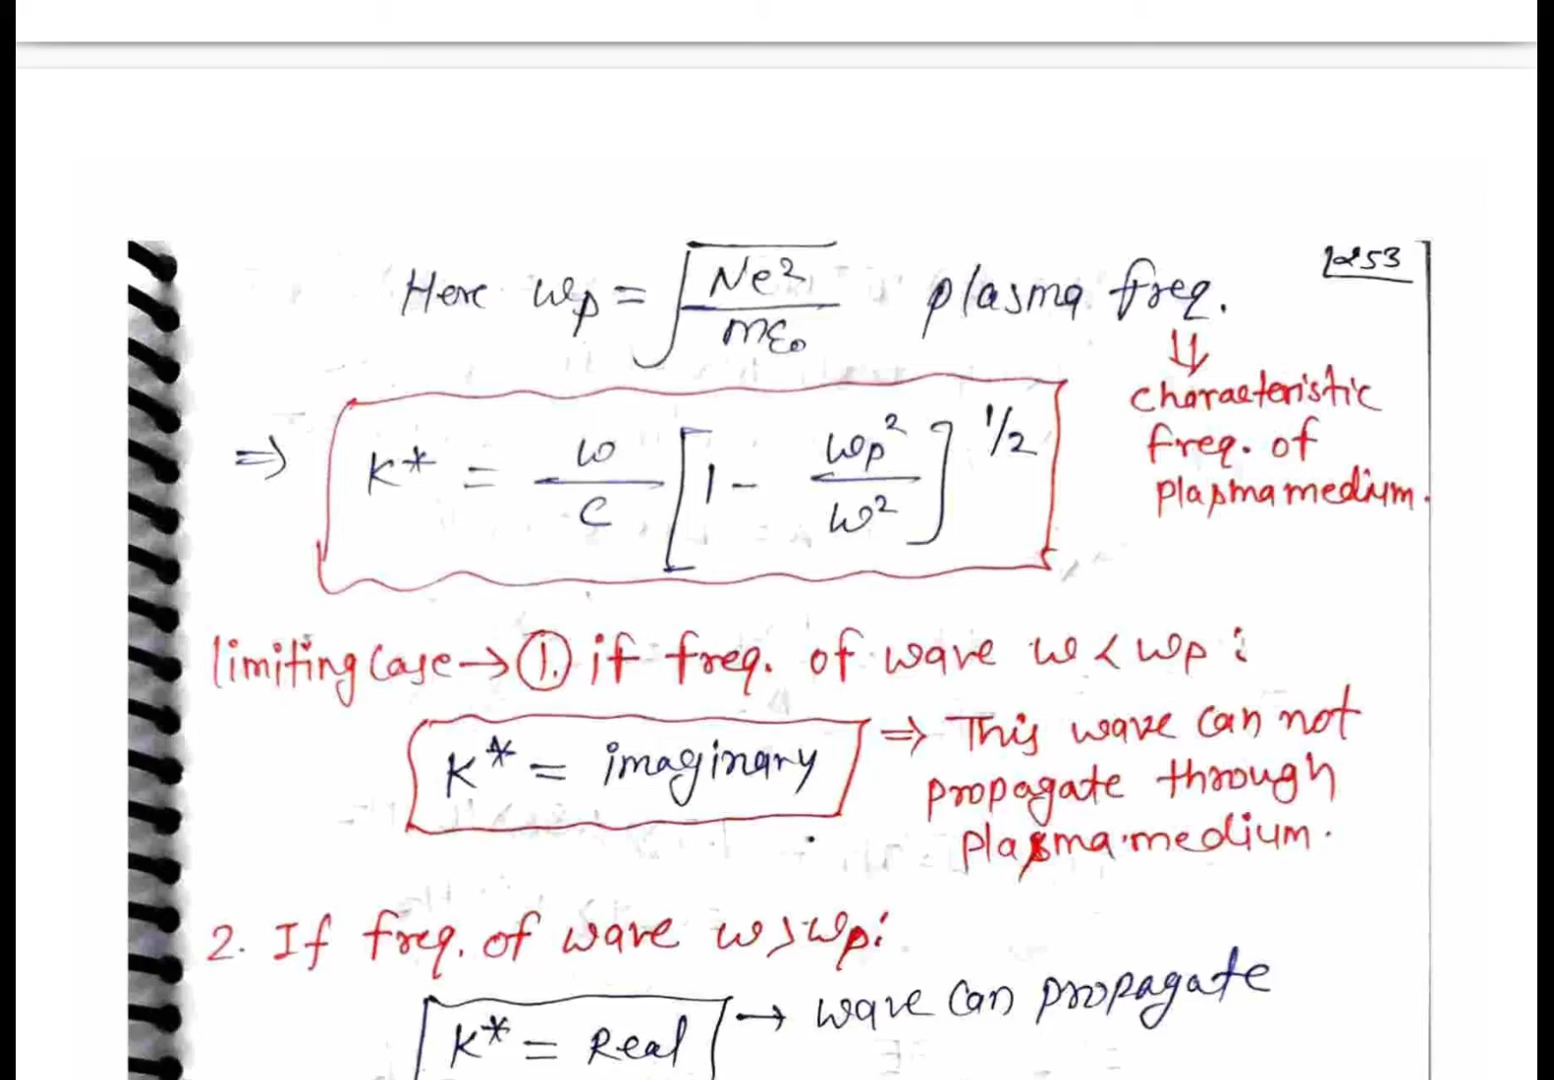 1253
Here ωp = √(Ne²/mε₀) plasma freq.
⇓
characteristic
freq. of
plasma medium.
⇒ K* = ω/c [1 - ωp²/ω²]^1/2
limiting case → ①. if freq. of wave ω < ωp :
K* = imaginary ⇒ This wave can not
propagate through
plasma medium.
2. If freq. of wave ω > ωp:
K* = Real → wave can propagate